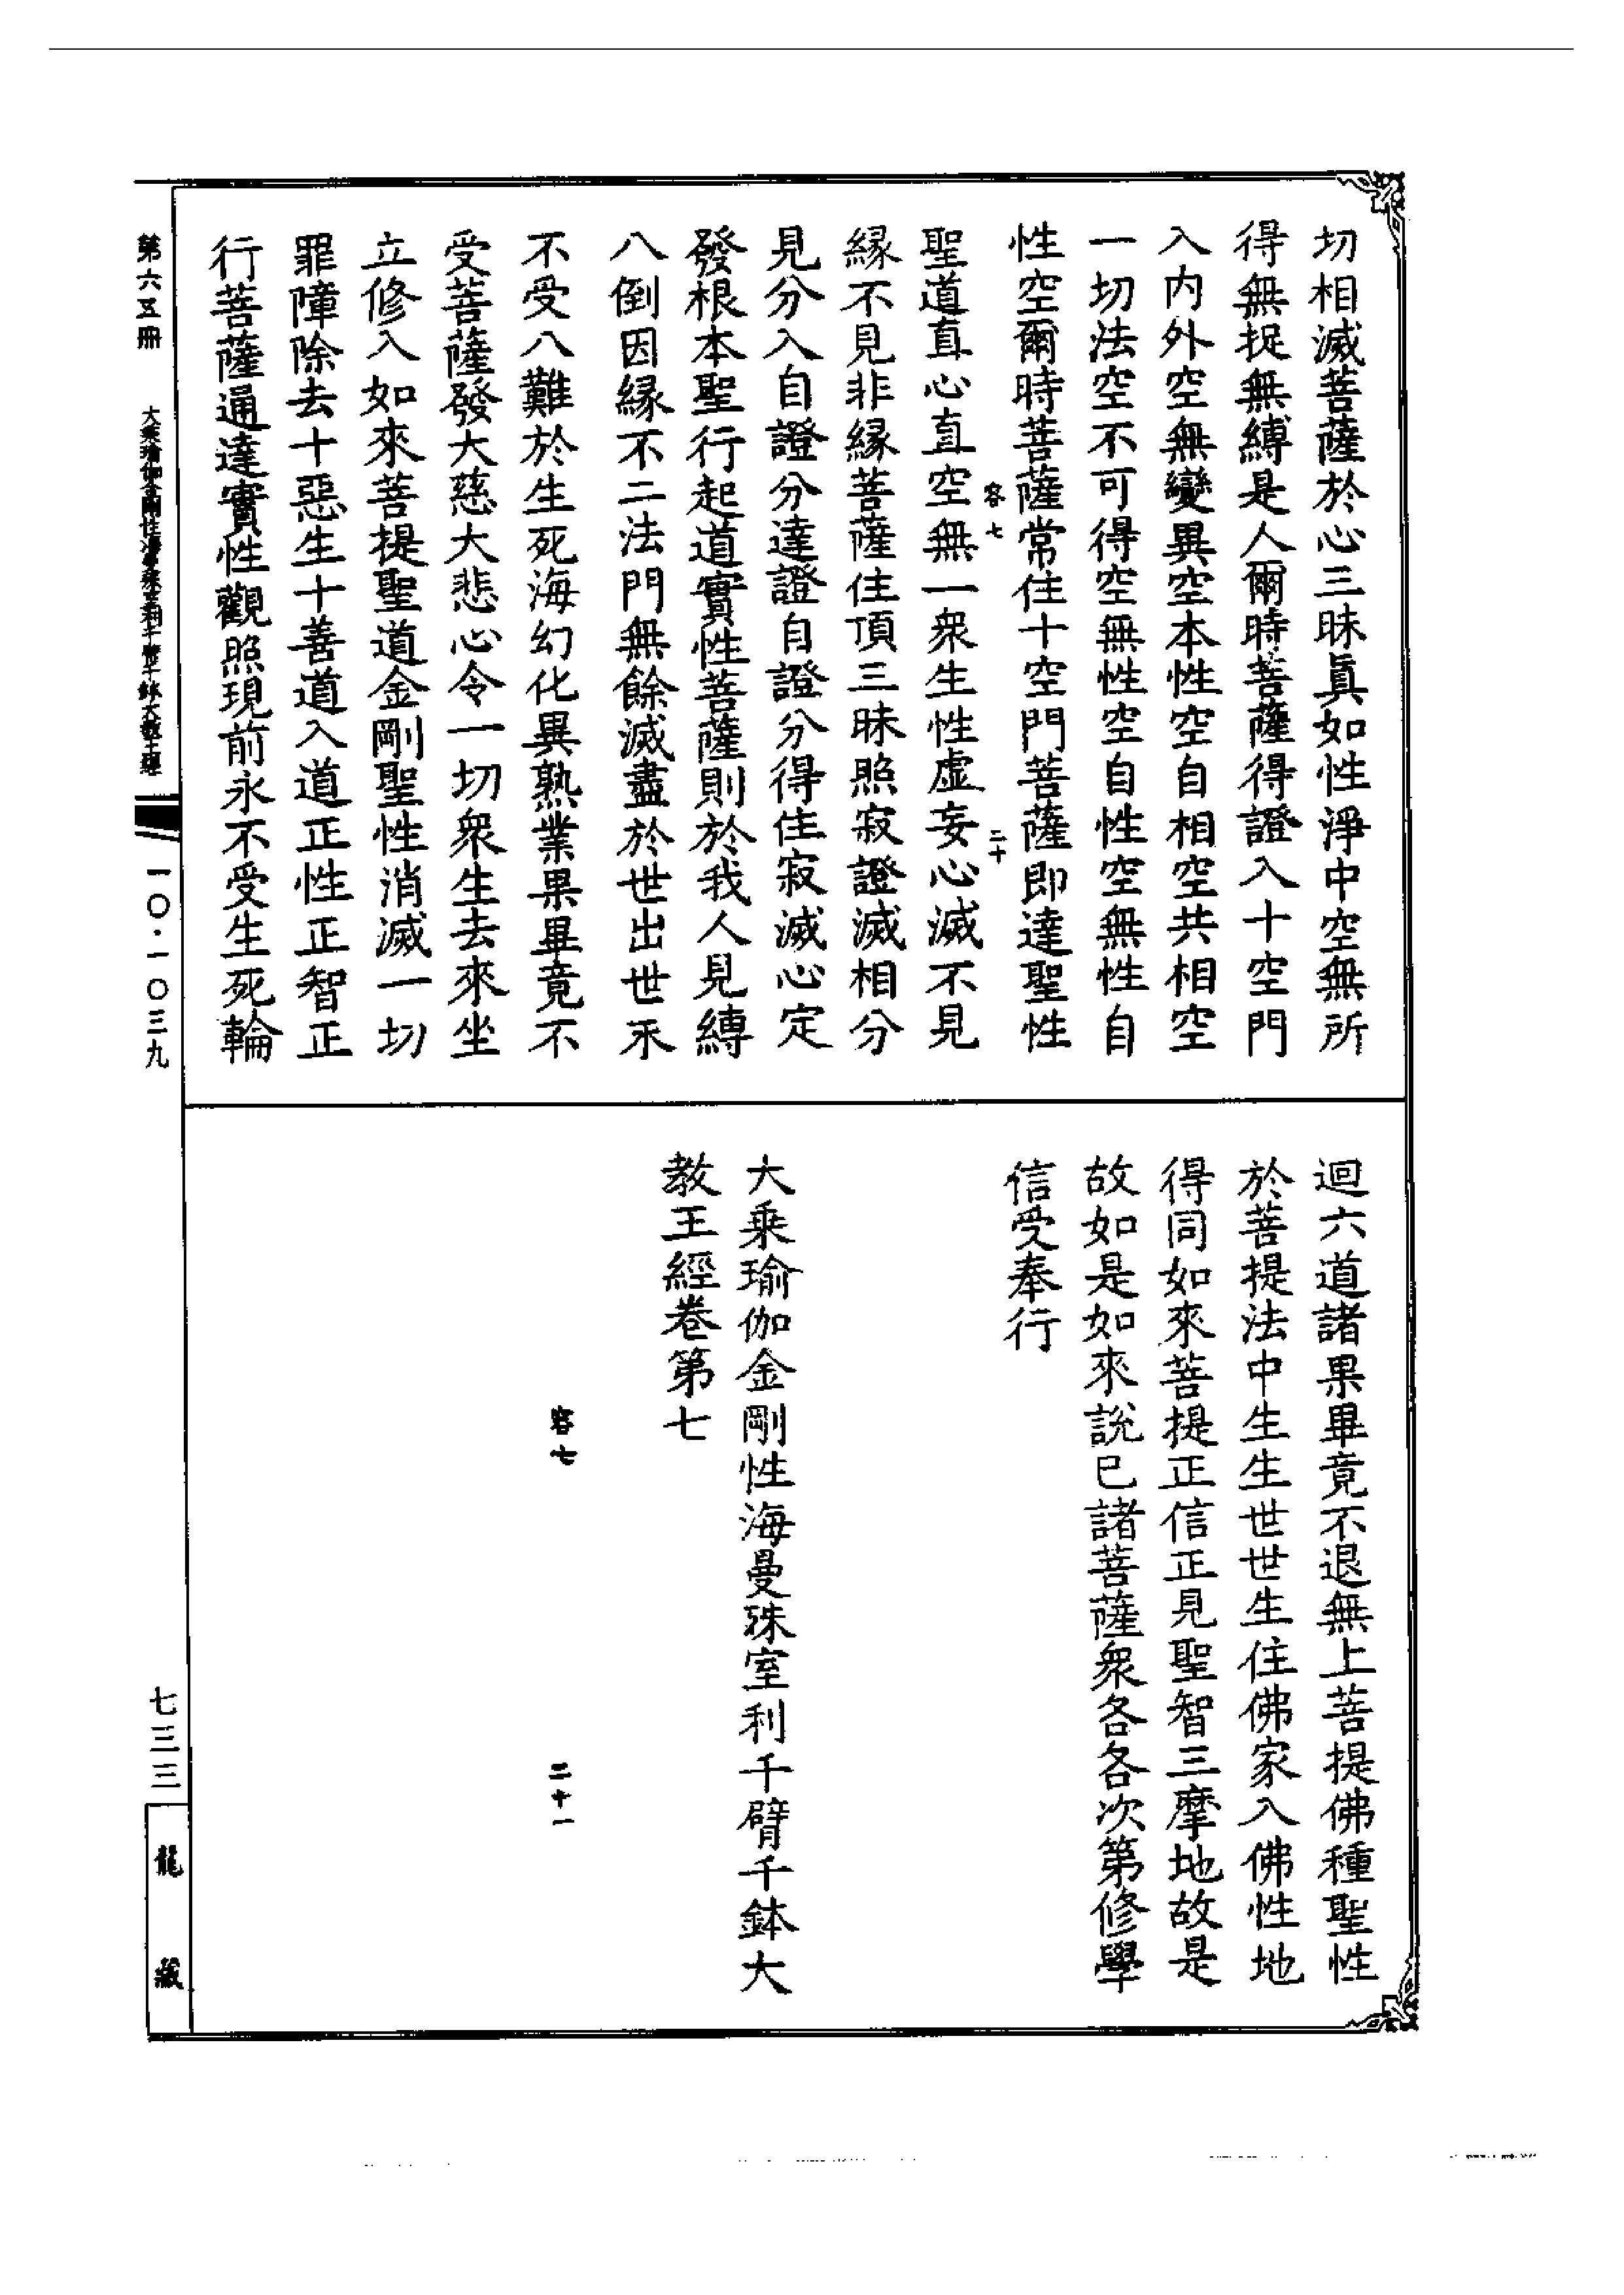 切相滅菩薩於心三昧真如性淨中空無所
得無捉無縛是人爾時菩薩得證入十空門
入内外空無變異空本性空自相空共相空
一切法空不可得空無性空自性空無性自
性空爾時菩薩常住十空門菩薩即達聖性
容七 二十
聖道直心直空無一衆生性虛妄心滅不見
緣不見非緣菩薩住頂三昧照寂證滅相分
見分入自證分達證自證分得住寂滅心定
發根本聖行起道實性菩薩則於我人見縛
八倒因緣不二法門無餘滅盡於世出世永
不受八難於生死海幻化異熟業果畢竟不
受菩薩發大慈大悲心令一切衆生去來坐
立修入如來菩提聖道金剛聖性消滅一切
罪障除去十惡生十善道入道正性正智正
行菩薩通達實性觀照現前永不受生死輪
迴六道諸果畢竟不退無上菩提佛種聖性
於菩提法中生生世世生住佛家入佛性地
得同如來菩提正信正見聖智三摩地故是
故如是如來說已諸菩薩衆各各次第修學
信受奉行
大乘瑜伽金剛性海曼珠室利千臂千鉢大
教王經卷第七
容七 二十一
第六五冊 大乘瑜伽金剛性海曼殊室利千臂千鉢大教王經 一〇·一〇三九 七三三 龍藏